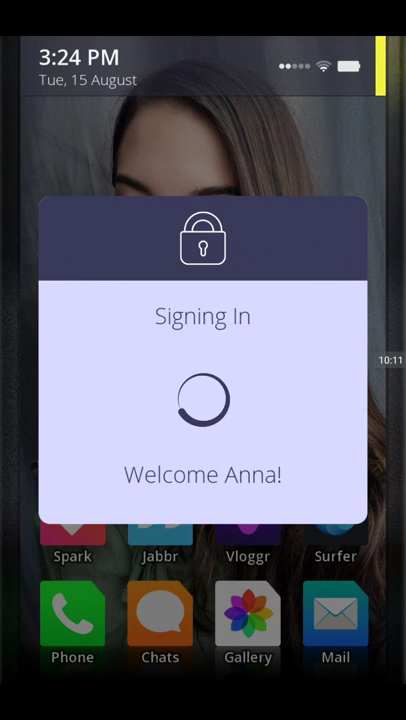 3:24 PM
Tue, 15 August
10:11
Signing In
Welcome Anna!
Spark
Jabbr
Vloggr
Surfer
Phone
Chats
Gallery
Mail